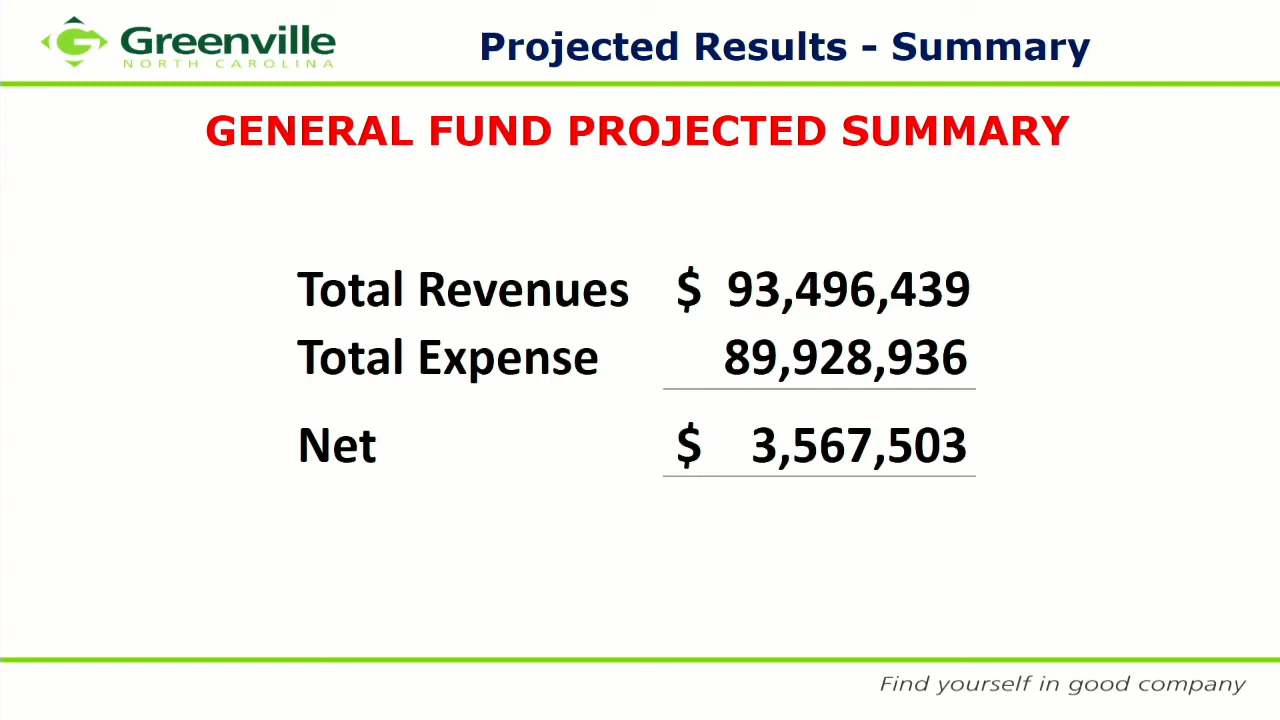 Greenville
NORTH CAROLINA
Projected Results - Summary
GENERAL FUND PROJECTED SUMMARY
Total Revenues $ 93,496,439
Total Expense 89,928,936
Net $ 3,567,503
Find yourself in good company